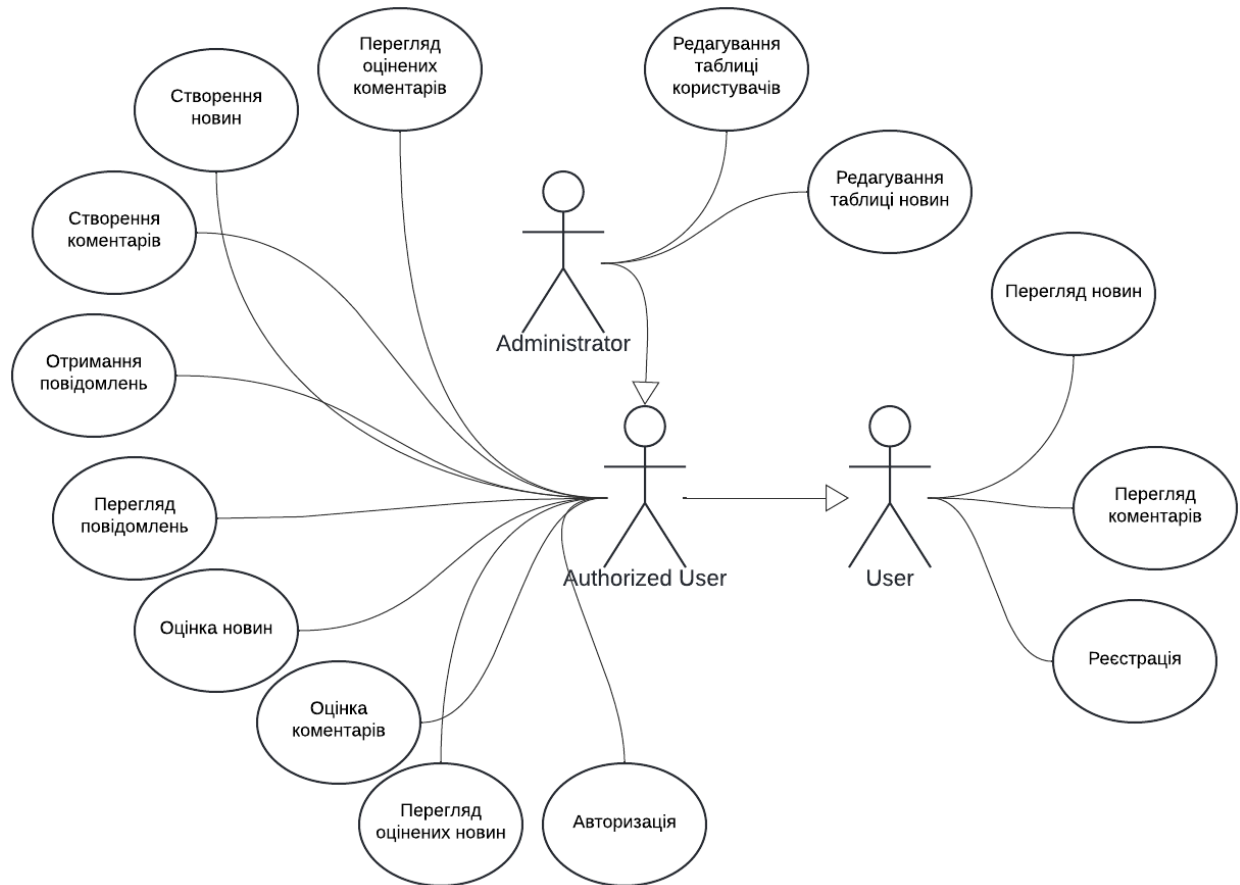 Перегляд
оцінених
коментарів
Редагування
таблиці
користувачів
Створення
новин
Редагування
таблиці новин
Створення
коментарів
Перегляд новин
Administrator
Отримання
повідомлень
Перегляд
повідомлень
Перегляд
коментарів
Authorized User
User
Оцінка новин
Реєстрація
Оцінка
коментарів
Перегляд
оцінених новин
Авторизація